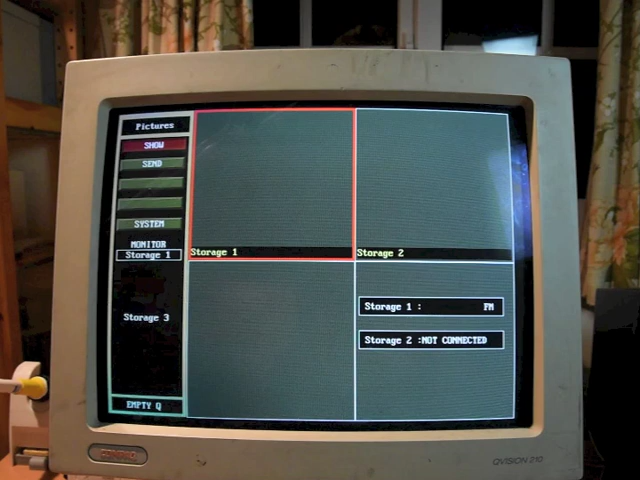 Pictures
SHOW
SEND
SYSTEM
MONITOR
Storage 1
Storage 3
EMPTY Q
Storage 1
Storage 2
Storage 1 : FM
Storage 2 :NOT CONNECTED
COMPAQ
QVISION 210